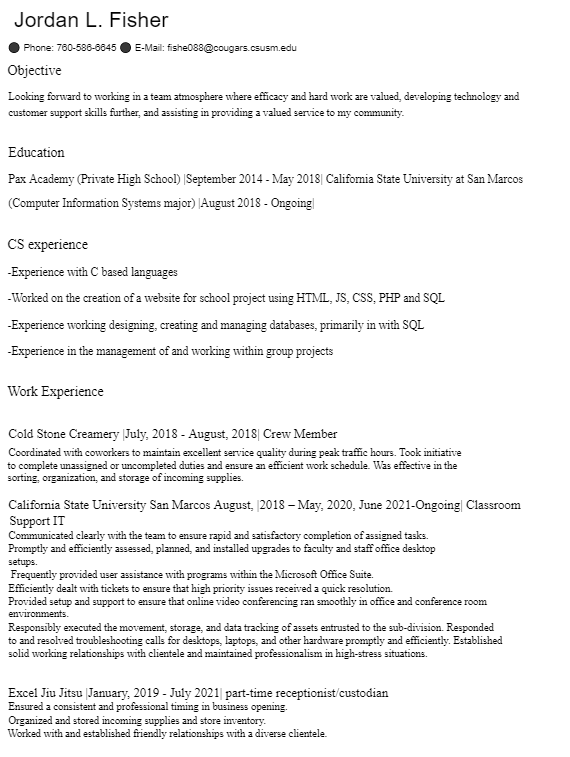 Jordan L. Fisher
Phone: 760-586-6645 E-Mail: fishe088@cougars.csusm.edu
Objective
Looking forward to working in a team atmosphere where efficacy and hard work are valued, developing technology and
customer support skills further, and assisting in providing a valued service to my community.
Education
Pax Academy (Private High School) |September 2014 - May 2018| California State University at San Marcos
(Computer Information Systems major) |August 2018 - Ongoing|
CS experience
-Experience with C based languages
-Worked on the creation of a website for school project using HTML, JS, CSS, PHP and SQL
-Experience working designing, creating and managing databases, primarily in with SQL
-Experience in the management of and working within group projects
Work Experience
Cold Stone Creamery |July, 2018 - August, 2018| Crew Member
Coordinated with coworkers to maintain excellent service quality during peak traffic hours. Took initiative
to complete unassigned or uncompleted duties and ensure an efficient work schedule. Was effective in the
sorting, organization, and storage of incoming supplies.
California State University San Marcos August, |2018 – May, 2020, June 2021-Ongoing| Classroom
Support IT
Communicated clearly with the team to ensure rapid and satisfactory completion of assigned tasks.
Promptly and efficiently assessed, planned, and installed upgrades to faculty and staff office desktop
setups.
Frequently provided user assistance with programs within the Microsoft Office Suite.
Efficiently dealt with tickets to ensure that high priority issues received a quick resolution.
Provided setup and support to ensure that online video conferencing ran smoothly in office and conference room
environments.
Responsibly executed the movement, storage, and data tracking of assets entrusted to the sub-division. Responded
to and resolved troubleshooting calls for desktops, laptops, and other hardware promptly and efficiently. Established
solid working relationships with clientele and maintained professionalism in high-stress situations.
Excel Jiu Jitsu |January, 2019 - July 2021| part-time receptionist/custodian
Ensured a consistent and professional timing in business opening.
Organized and stored incoming supplies and store inventory.
Worked with and established friendly relationships with a diverse clientele.